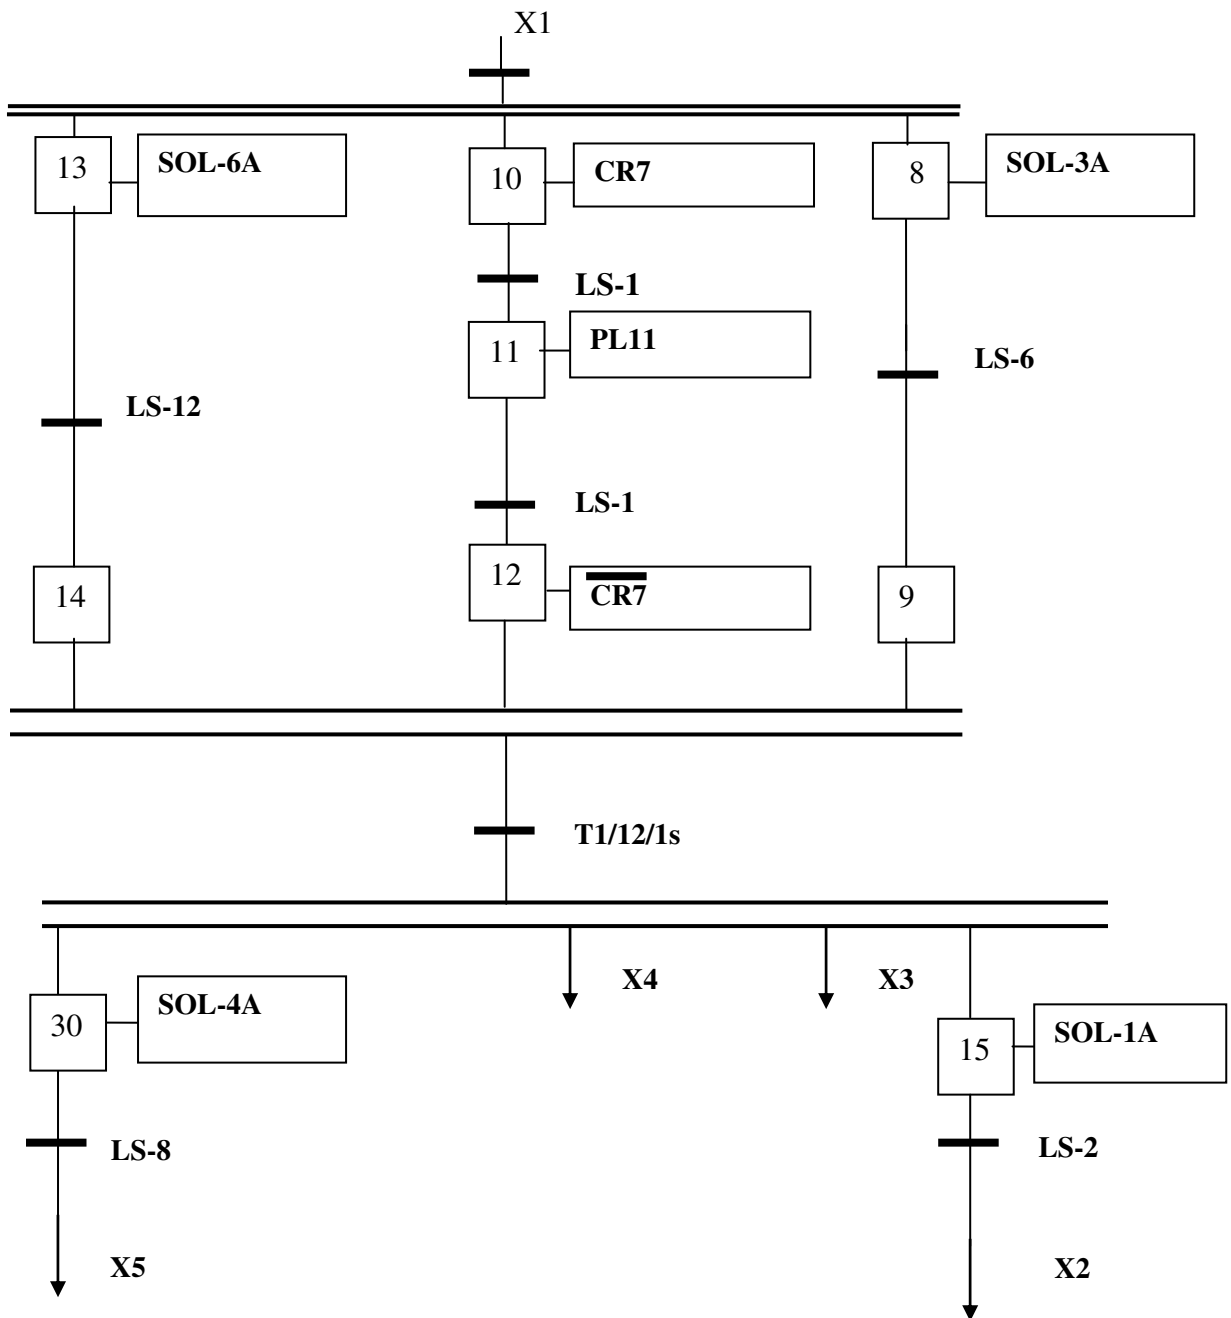 X1
13
SOL-6A
10
CR7
8
SOL-3A
LS-1
11
PL11
LS-6
LS-12
LS-1
14
12
CR7
9
T1/12/1s
30
SOL-4A
X4
X3
15
SOL-1A
LS-8
LS-2
X5
X2